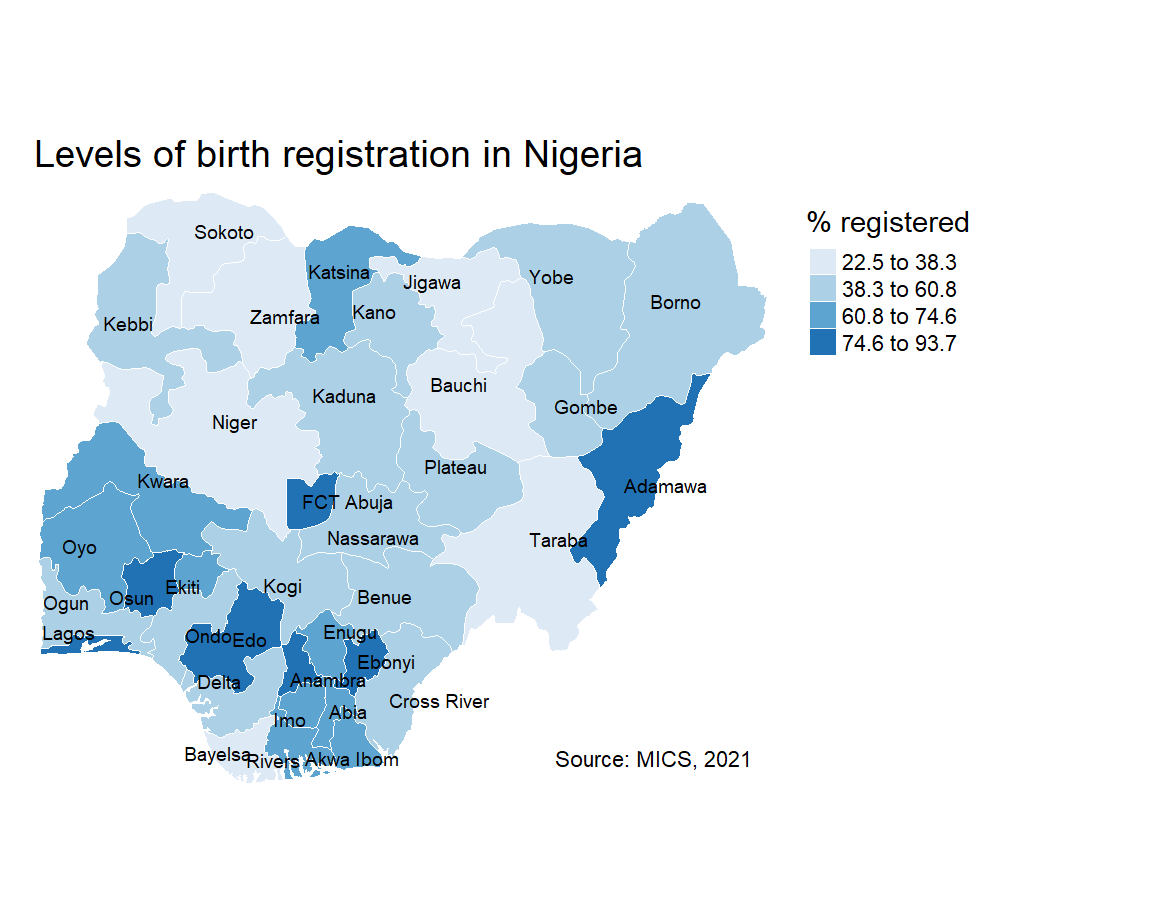 Levels of birth registration in Nigeria
% registered
22.5 to 38.3
38.3 to 60.8
60.8 to 74.6
74.6 to 93.7
Sokoto
Katsina
Jigawa
Yobe
Borno
Kebbi
Zamfara
Kano
Bauchi
Kaduna
Gombe
Niger
Plateau
Kwara
Adamawa
FCT Abuja
Nassarawa
Taraba
Oyo
Ekiti
Kogi
Osun
Benue
Ogun
Lagos
Ondo
Edo
Enugu
Ebonyi
Delta
Anambra
Cross River
Imo
Abia
Bayelsa
Rivers
Akwa Ibom
Source: MICS, 2021